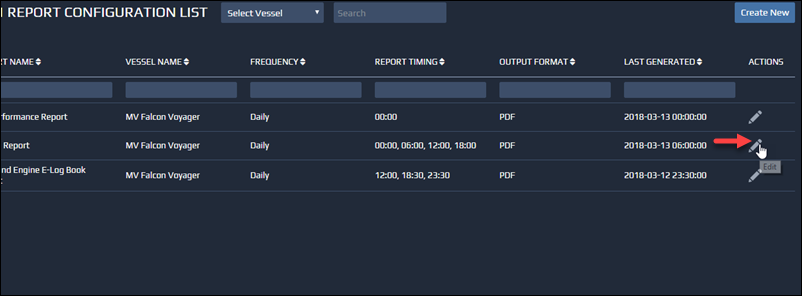 REPORT CONFIGURATION LIST Select Vessel Search Create New
NAME VESSEL NAME FREQUENCY REPORT TIMING OUTPUT FORMAT LAST GENERATED ACTIONS
Report MV Falcon Voyager Daily 00:00 PDF 2018-03-13 00:00:00
Report MV Falcon Voyager Daily 00:00, 06:00, 12:00, 18:00 PDF 2018-03-13 06:00:00
Edit
Engine E-Log Book MV Falcon Voyager Daily 12:00, 18:30, 23:30 PDF 2018-03-12 23:30:00